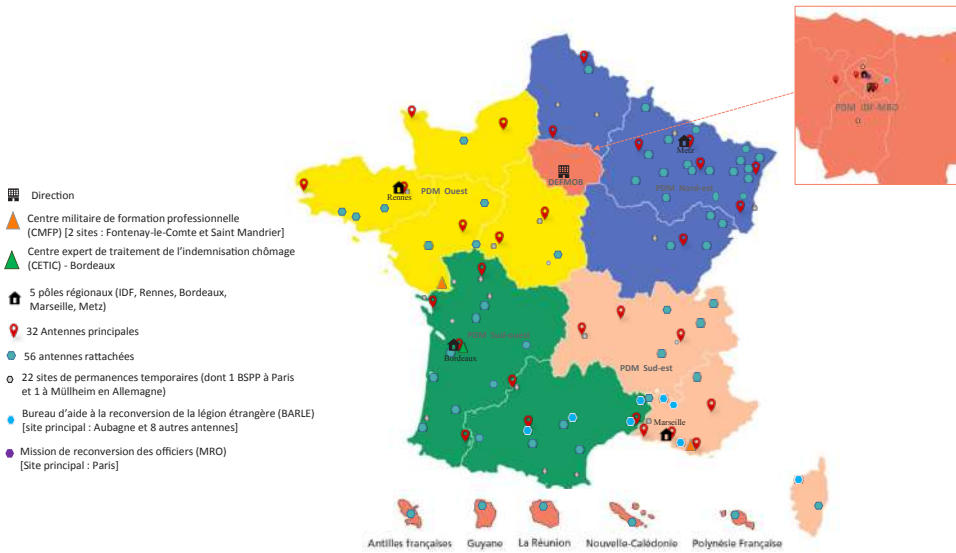 Direction
Centre militaire de formation professionnelle
(CMFP) [2 sites : Fontenay-le-Comte et Saint Mandrier]
Centre expert de traitement de l'indemnisation chômage
(CETIC) - Bordeaux
5 pôles régionaux (IDF, Rennes, Bordeaux,
Marseille, Metz)
32 Antennes principales
56 antennes rattachées
22 sites de permanences temporaires (dont 1 BSPP à Paris
et 1 à Müllheim en Allemagne)
Bureau d'aide à la reconversion de la légion étrangère (BARLE)
[site principal : Aubagne et 8 autres antennes]
Mission de reconversion des officiers (MRO)
[Site principal : Paris]
PDM IDF-MRO
Metz
DEFMOB
PDM Nord-est
PDM Ouest
Rennes
PDM Sud-ouest
Bordeaux
PDM Sud-est
Marseille
Antilles françaises
Guyane
La Réunion
Nouvelle-Calédonie
Polynésie Française